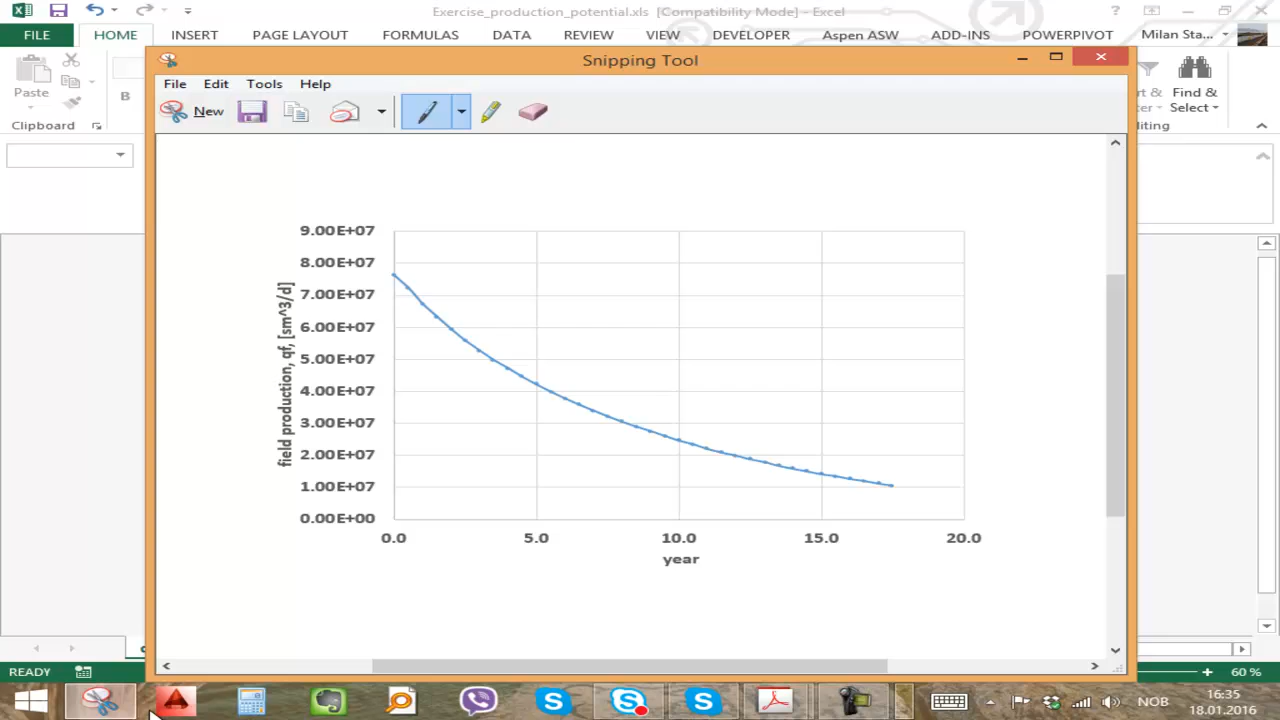 Exercise_production_potential.xls [Compatibility Mode] - Excel
FILE HOME INSERT PAGE LAYOUT FORMULAS DATA REVIEW VIEW DEVELOPER Aspen ASW ADD-INS POWERPIVOT Milan Sta...
Snipping Tool
File Edit Tools Help
New
Paste
B
Clipboard
Find &
Select
iting
9.00E+07
8.00E+07
7.00E+07
6.00E+07
5.00E+07
4.00E+07
3.00E+07
2.00E+07
1.00E+07
0.00E+00
field production, qf, [sm^3/d]
0.0 5.0 10.0 15.0 20.0
year
READY
60 %
NOB
16:35
18.01.2016